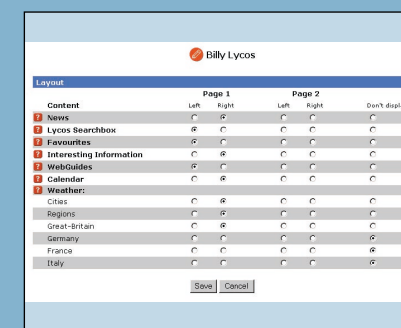 Billy Lycos
Layout
Page 1 Page 2
Content Left Right Left Right Don't displ
? News
? Lycos Searchbox
? Favourites
? Interesting Information
? WebGuides
? Calendar
? Weather:
Cities
Regions
Great-Britain
Germany
France
Italy
Save Cancel